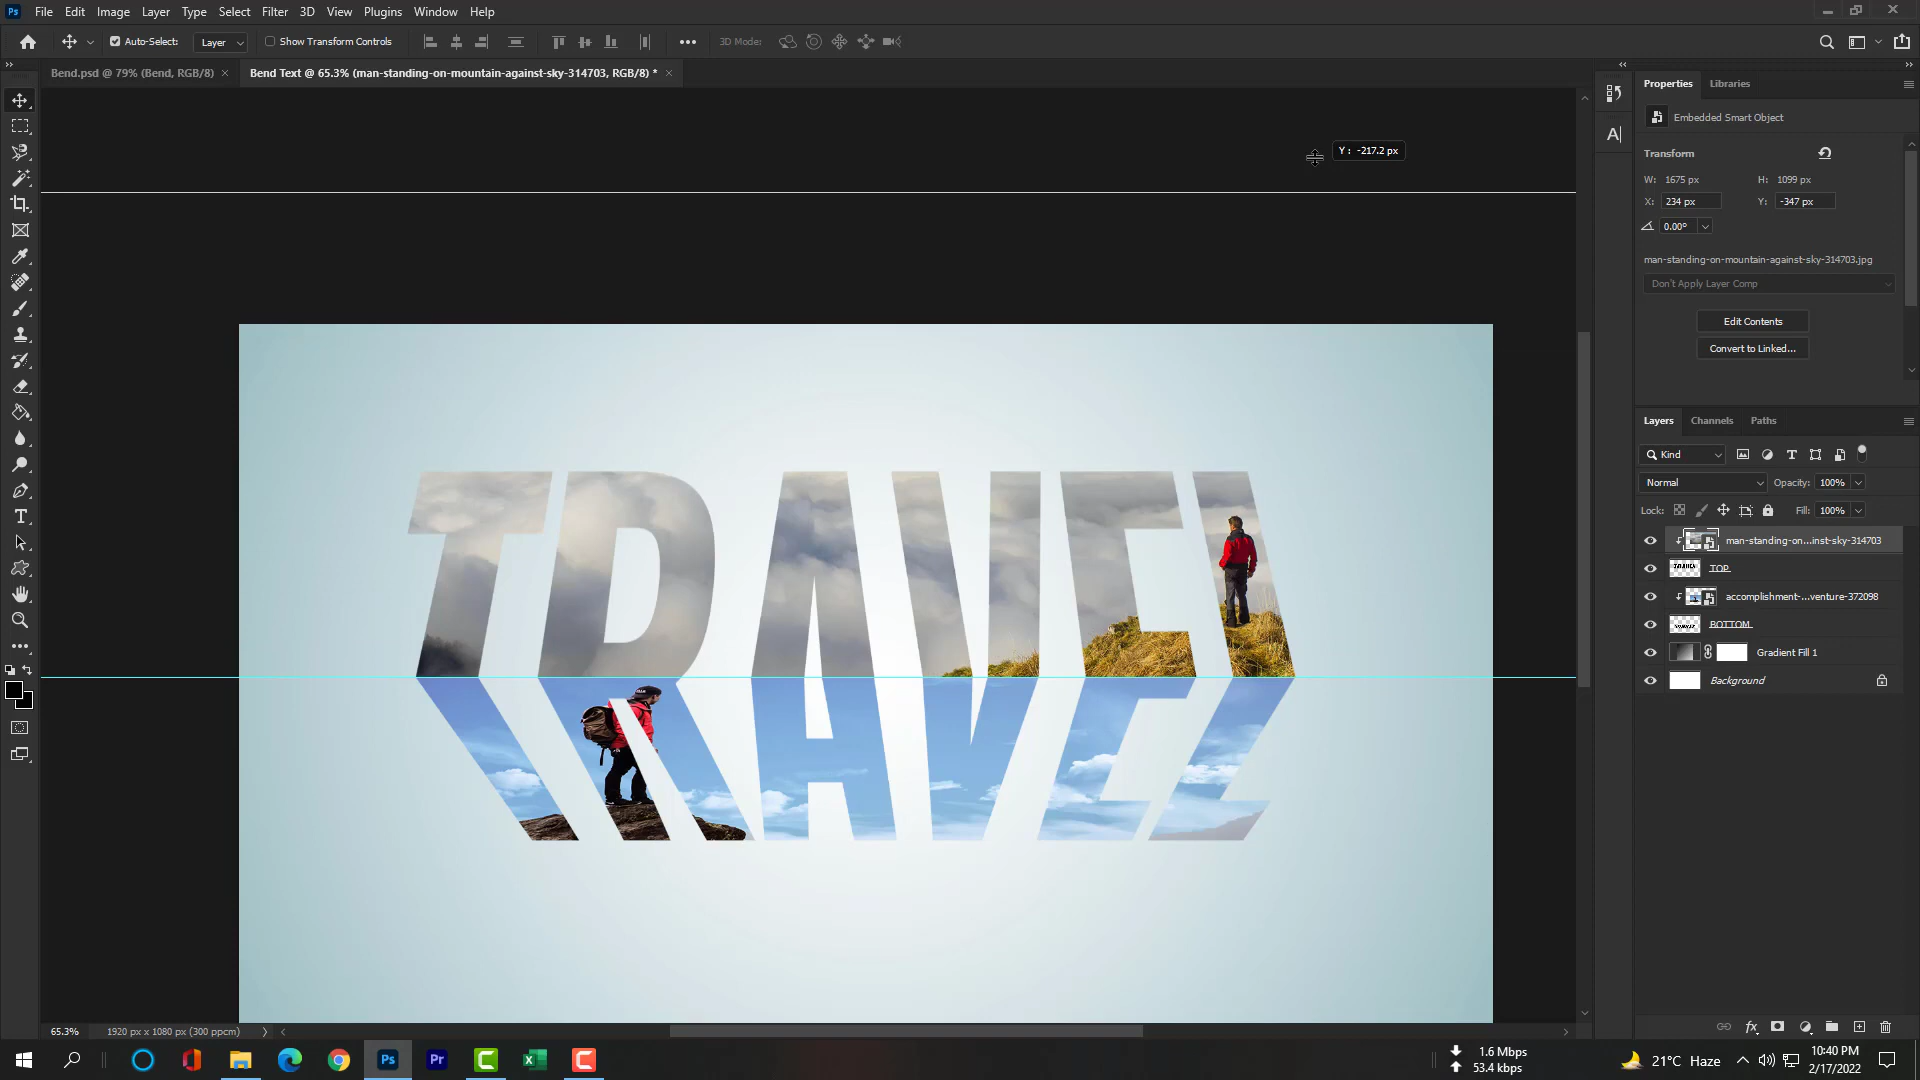 Ps File Edit Image Layer Type Select Filter 3D View Plugins Window Help
Auto-Select: Layer Show Transform Controls 3D Mode:
Bend.psd @ 79% (Bend, RGB/8) × Bend Text @ 65.3% (man-standing-on-mountain-against-sky-314703, RGB/8) * ×
Y : -217.2 px
TRAVEL
Properties Libraries
Embedded Smart Object
Transform
W: 1675 px H: 1099 px
X: 234 px Y: -347 px
0.00°
man-standing-on-mountain-against-sky-314703.jpg
Don't Apply Layer Comp
Edit Contents
Convert to Linked...
Layers Channels Paths
Kind
Normal Opacity: 100%
Lock: Fill: 100%
man-standing-on...inst-sky-314703
TOP
accomplishment-...venture-372098
BOTTOM
Gradient Fill 1
Background
65.3% 1920 px x 1080 px (300 ppcm)
Ps Pr
1.6 Mbps
53.4 kbps
21°C Haze
10:40 PM
2/17/2022